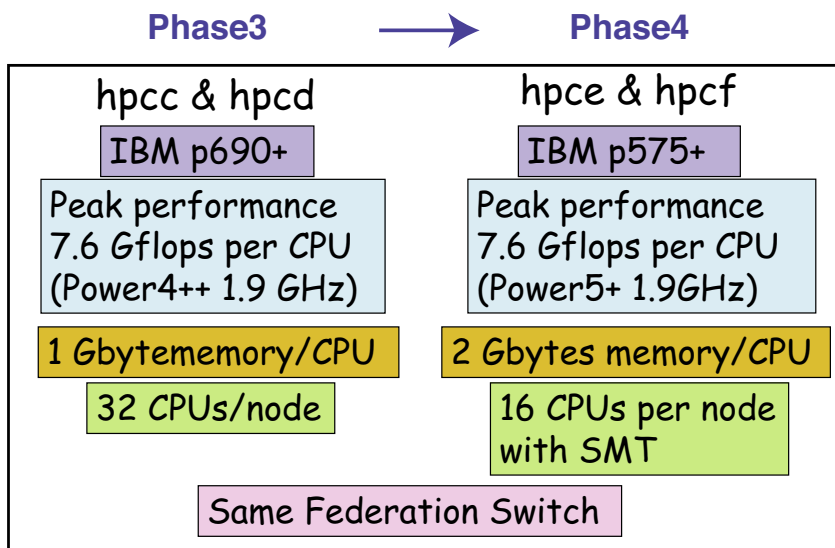 Phase3
Phase4
hpcc & hpcd
IBM p690+
Peak performance
7.6 Gflops per CPU
(Power4++ 1.9 GHz)
1 Gbytememory/CPU
32 CPUs/node
hpce & hpcf
IBM p575+
Peak performance
7.6 Gflops per CPU
(Power5+ 1.9GHz)
2 Gbytes memory/CPU
16 CPUs per node
with SMT
Same Federation Switch